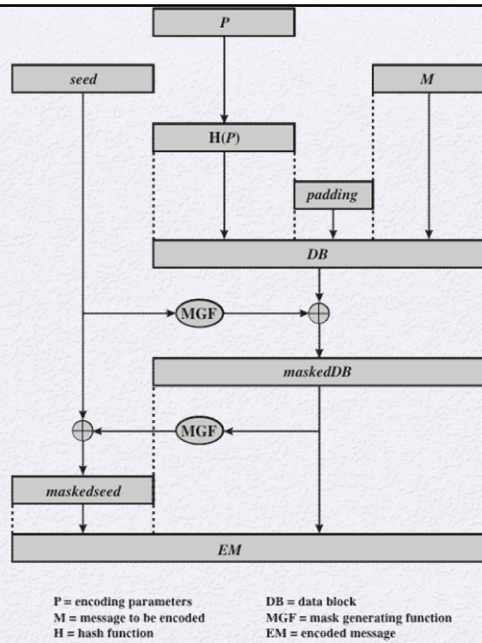 P
seed
M
H(P)
padding
DB
MGF
maskedDB
MGF
maskedseed
EM
P = encoding parameters
M = message to be encoded
H = hash function
DB = data block
MGF = mask generating function
EM = encoded message